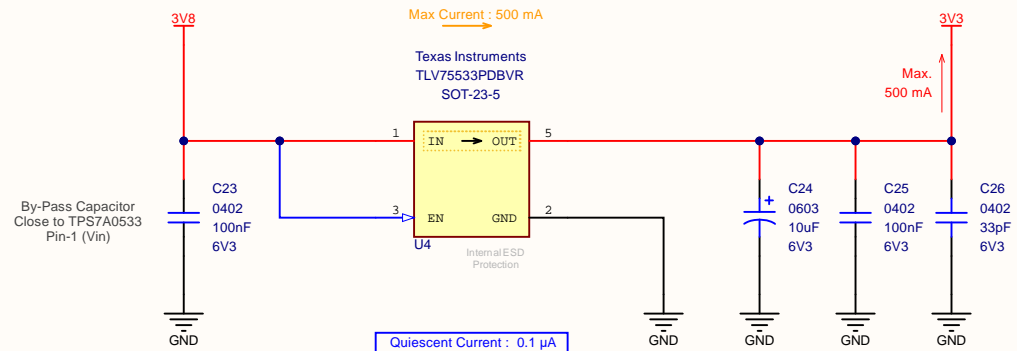 Max Current : 500 mA
3V8
3V3
Texas Instruments
TLV75533PDBVR
SOT-23-5
Max.
500 mA
1
IN
OUT
5
3
EN
GND
2
U4
Internal ESD
Protection
By-Pass Capacitor
Close to TPS7A0533
Pin-1 (Vin)
C23
0402
100nF
6V3
+
C24
0603
10uF
6V3
C25
0402
100nF
6V3
C26
0402
33pF
6V3
GND
GND
GND
GND
GND
Quiescent Current : 0.1 µA